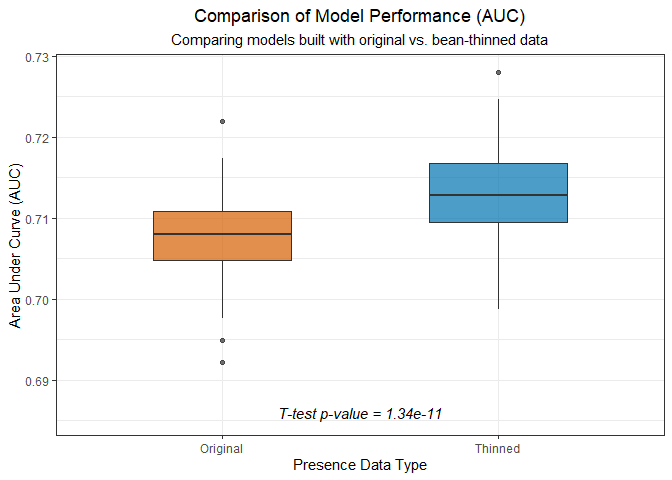 Comparison of Model Performance (AUC)
Comparing models built with original vs. bean-thinned data
Area Under Curve (AUC)
0.73
0.72
0.71
0.70
0.69
T-test p-value = 1.34e-11
Original
Thinned
Presence Data Type